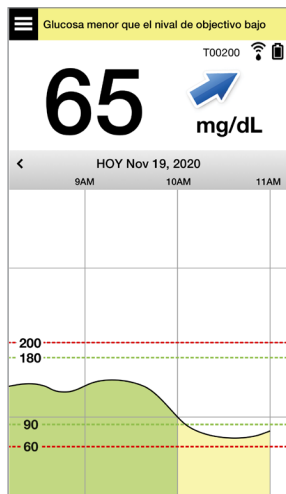 Glucosa menor que el nival de objectivo bajo
T00200
65
mg/dL
HOY Nov 19, 2020
9AM 10AM 11AM
200
180
90
60